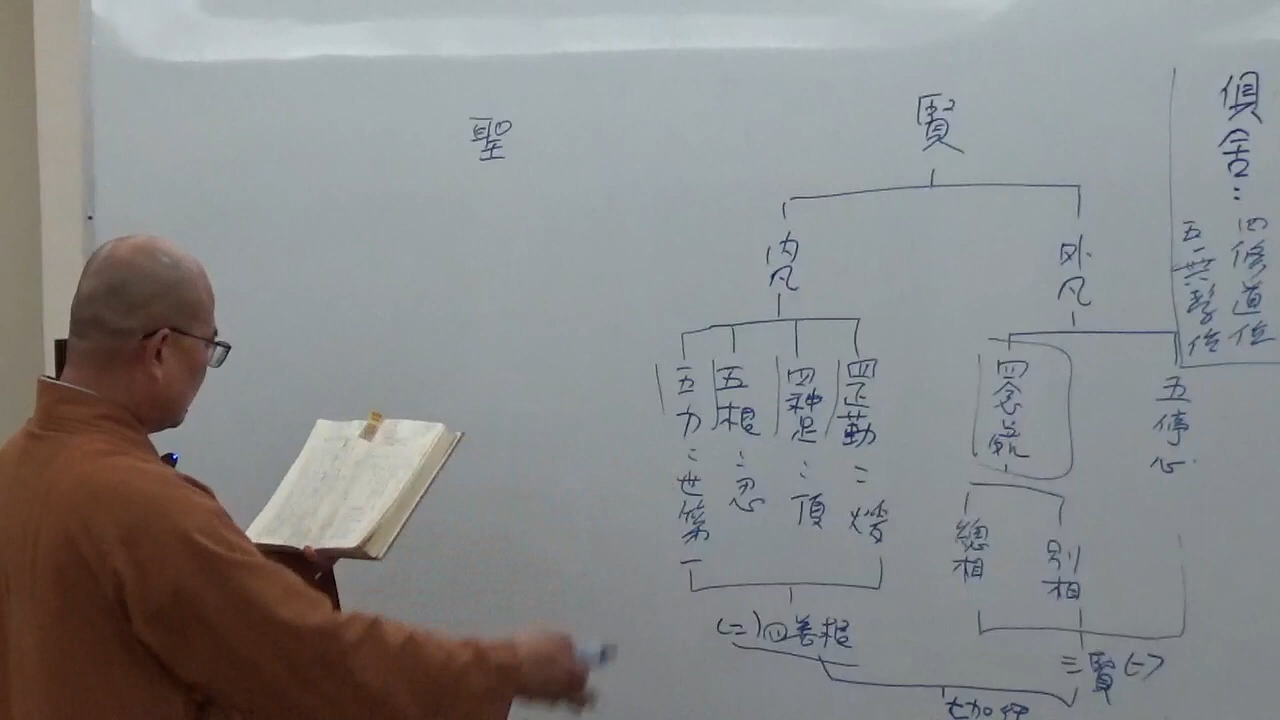 俱舍：
四修道位
五無學位
賢
聖
外凡
內凡
五停心
四念處
別相
總相
四正勤：煖
四神足：頂
五根：忍
五力：世第一
三賢(一)
(二)四善根
七加行